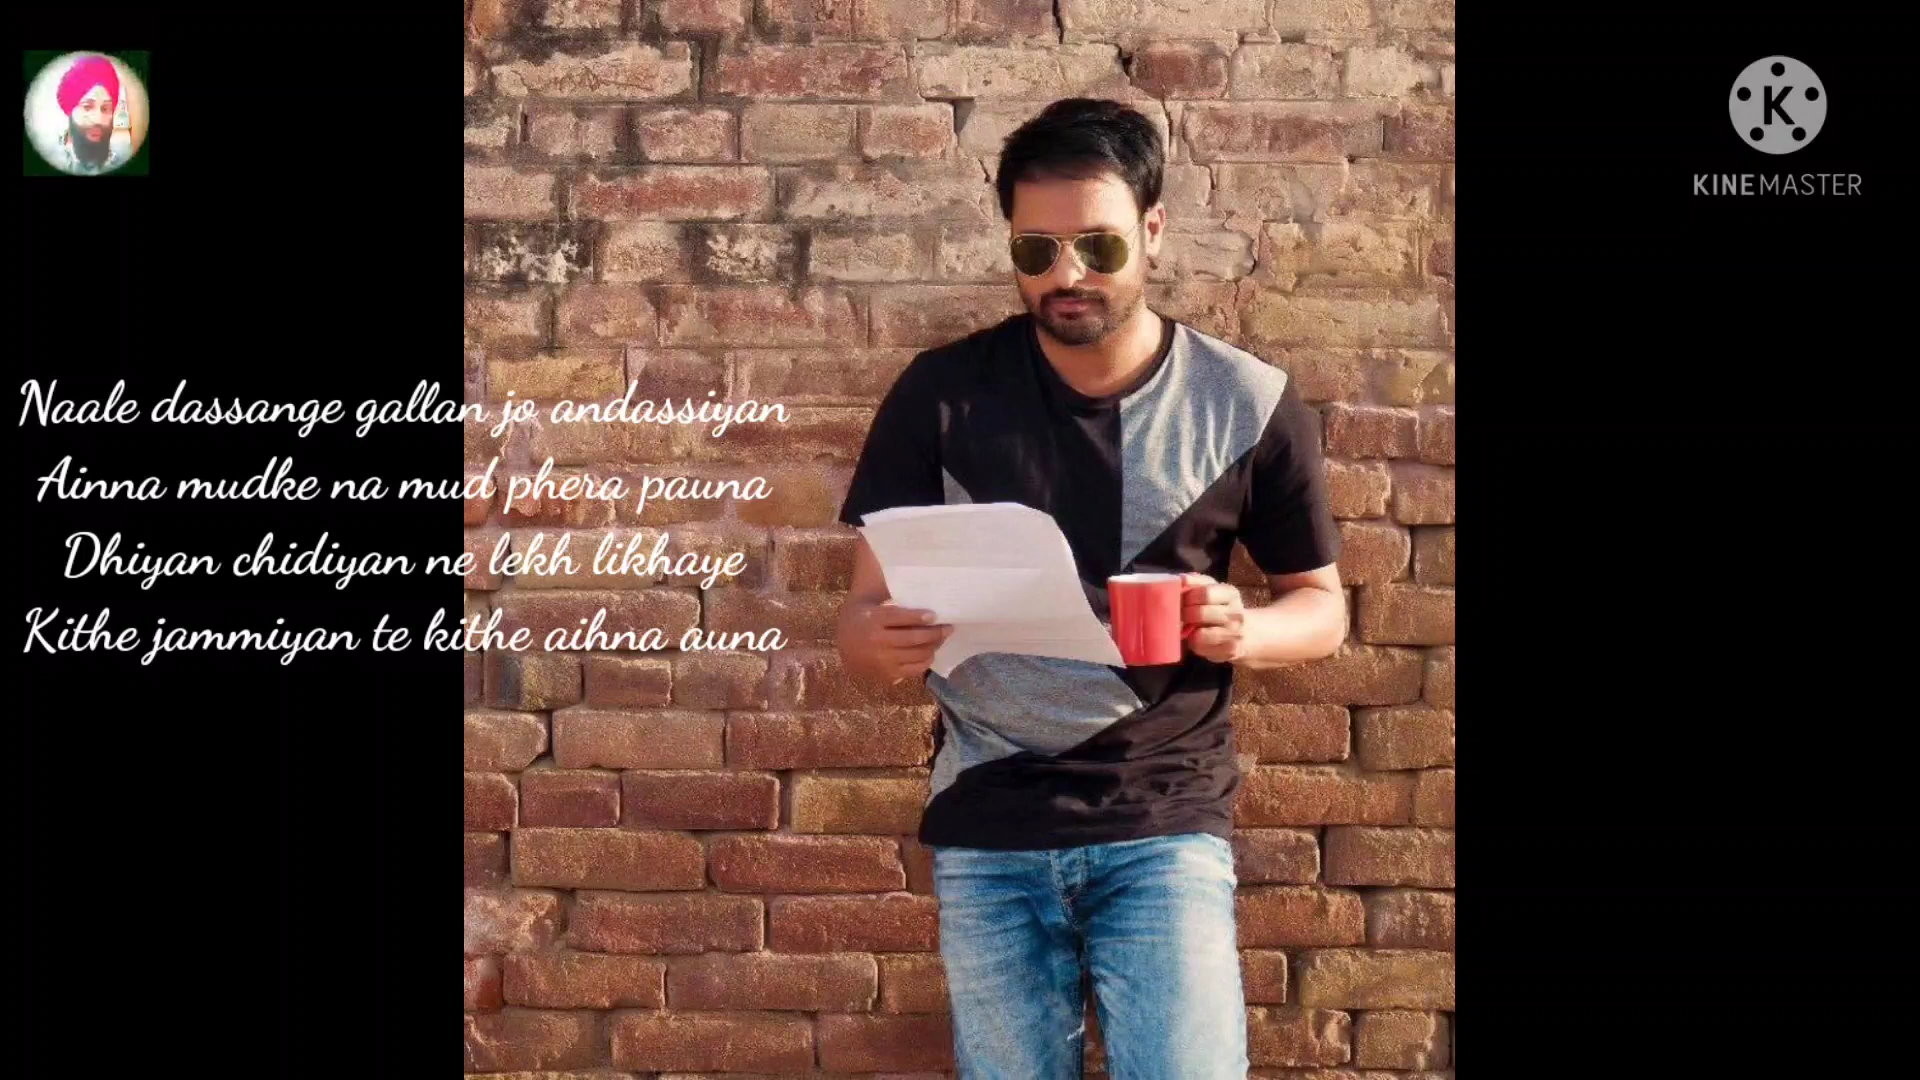 Naale dassange gallan jo andassiyan
Ainna mudke na mud phera pauna
Dhiyan chidiyan ne lekh likhaye
Kithe jammiyan te kithe aihna auna
K
KINEMASTER